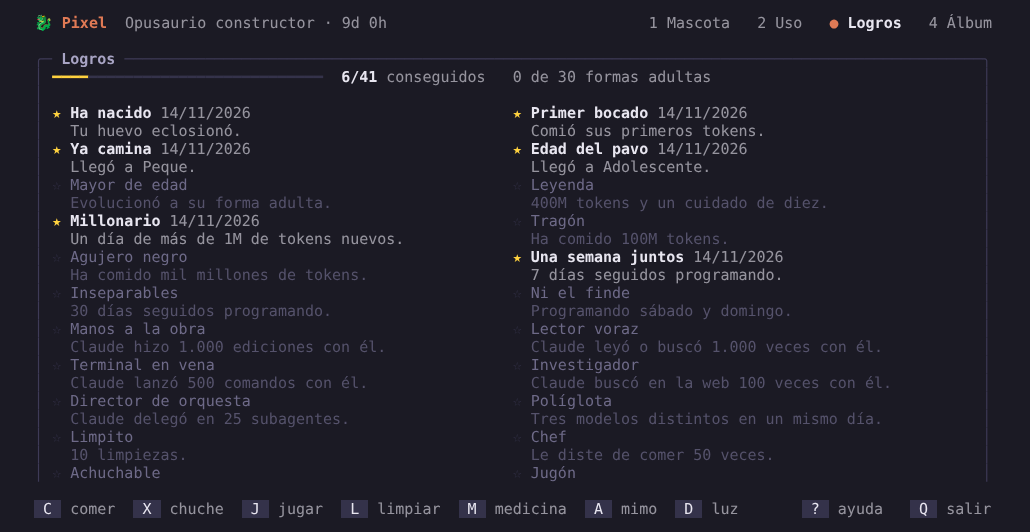 Pixel Opusaurio constructor · 9d 0h 1 Mascota 2 Uso ● Logros 4 Álbum
Logros
6/41 conseguidos 0 de 30 formas adultas
★ Ha nacido 14/11/2026
Tu huevo eclosionó.
★ Ya camina 14/11/2026
Llegó a Peque.
☆ Mayor de edad
Evolucionó a su forma adulta.
★ Millonario 14/11/2026
Un día de más de 1M de tokens nuevos.
☆ Agujero negro
Ha comido mil millones de tokens.
☆ Inseparables
30 días seguidos programando.
☆ Manos a la obra
Claude hizo 1.000 ediciones con él.
☆ Terminal en vena
Claude lanzó 500 comandos con él.
☆ Director de orquesta
Claude delegó en 25 subagentes.
☆ Limpito
10 limpiezas.
☆ Achuchable
★ Primer bocado 14/11/2026
Comió sus primeros tokens.
★ Edad del pavo 14/11/2026
Llegó a Adolescente.
☆ Leyenda
400M tokens y un cuidado de diez.
☆ Tragón
Ha comido 100M tokens.
★ Una semana juntos 14/11/2026
7 días seguidos programando.
☆ Ni el finde
Programando sábado y domingo.
☆ Lector voraz
Claude leyó o buscó 1.000 veces con él.
☆ Investigador
Claude buscó en la web 100 veces con él.
☆ Políglota
Tres modelos distintos en un mismo día.
☆ Chef
Le diste de comer 50 veces.
☆ Jugón
C comer X chuche J jugar L limpiar M medicina A mimo D luz ? ayuda Q salir